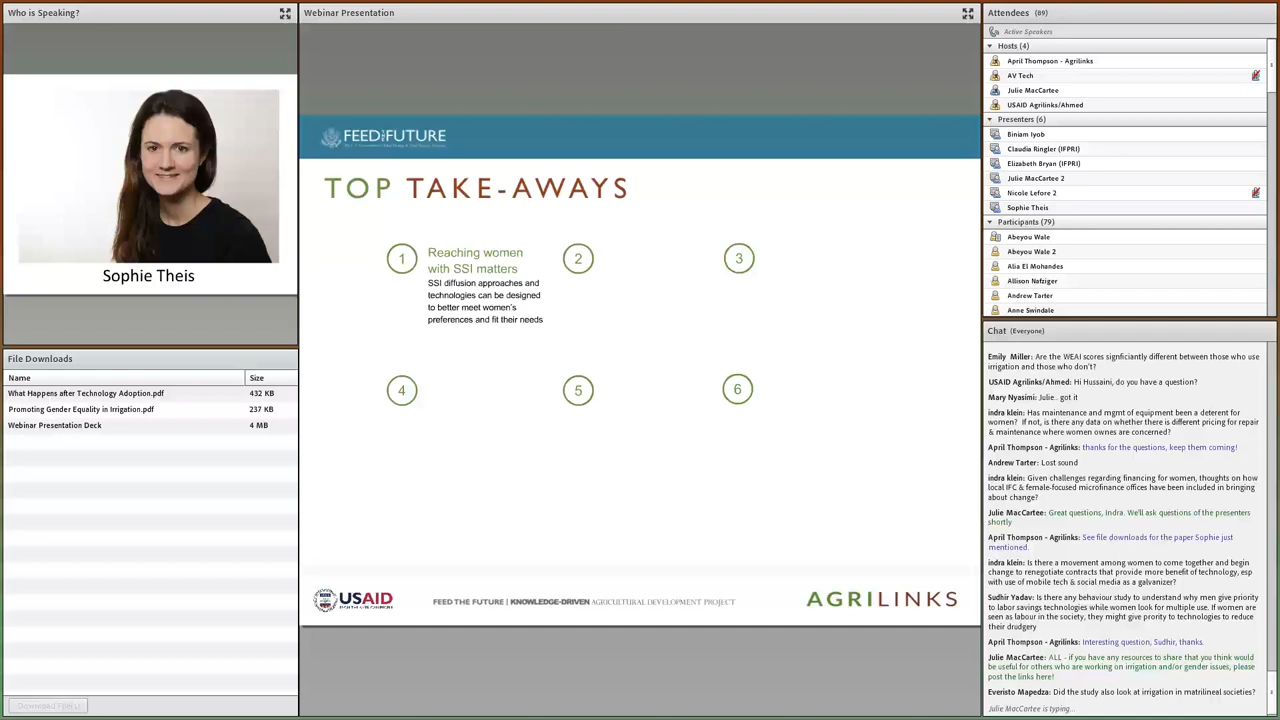 Who is Speaking?
Sophie Theis
File Downloads
Name Size
What Happens after Technology Adoption.pdf 432 KB
Promoting Gender Equality in Irrigation.pdf 237 KB
Webinar Presentation Deck 4 MB
Download File(s)
Webinar Presentation
FEED THE FUTURE
TOP TAKE-AWAYS
1
Reaching women
with SSI matters
SSI diffusion approaches and
technologies can be designed
to better meet women's
preferences and fit their needs
2
3
4
5
6
USAID
FEED THE FUTURE | KNOWLEDGE-DRIVEN AGRICULTURAL DEVELOPMENT PROJECT
AGRILINKS
Attendees (89)
Active Speakers
Hosts (4)
April Thompson - Agrilinks
AV Tech
Julie MacCartee
USAID Agrilinks/Ahmed
Presenters (6)
Biniam Iyob
Claudia Ringler (IFPRI)
Elizabeth Bryan (IFPRI)
Julie MacCartee 2
Nicole Lefore 2
Sophie Theis
Participants (79)
Abeyou Wale
Abeyou Wale 2
Alia El Mohandes
Allison Nafziger
Andrew Tarter
Anne Swindale
Chat (Everyone)
Emily Miller: Are the WEAI scores signficiantly different between those who use
irrigation and those who don't?
USAID Agrilinks/Ahmed: Hi Hussaini, do you have a question?
Mary Nyasimi: Julie.. got it
indra klein: Has maintenance and mgmt of equipment been a deterent for
women? If not, is there any data on whether there is different pricing for repair
& maintenance where women ownes are concerned?
April Thompson - Agrilinks: thanks for the questions, keep them coming!
Andrew Tarter: Lost sound
indra klein: Given challenges regarding financing for women, thoughts on how
local IFC & female-focused microfinance offices have been included in bringing
about change?
Julie MacCartee: Great questions, Indra. We'll ask questions of the presenters
shortly
April Thompson - Agrilinks: See file downloads for the paper Sophie just
mentioned.
indra klein: Is there a movement among women to come together and begin
change to renegotiate contracts that provide more benefit of technology, esp
with use of mobile tech & social media as a galvanizer?
Sudhir Yadav: Is there any behaviour study to understand why men give priority
to labor savings technologies while women look for multiple use. If women are
seen as labour in the society, they might give priority to technologies to reduce
their drudgery
April Thompson - Agrilinks: Interesting question, Sudhir, thanks.
Julie MacCartee: ALL - if you have any resources to share that you think would
be useful for others who are working on irrigation and/or gender issues, please
post the links here!
Everisto Mapedza: Did the study also look at irrigation in matrilineal societies?
Julie MacCartee is typing...